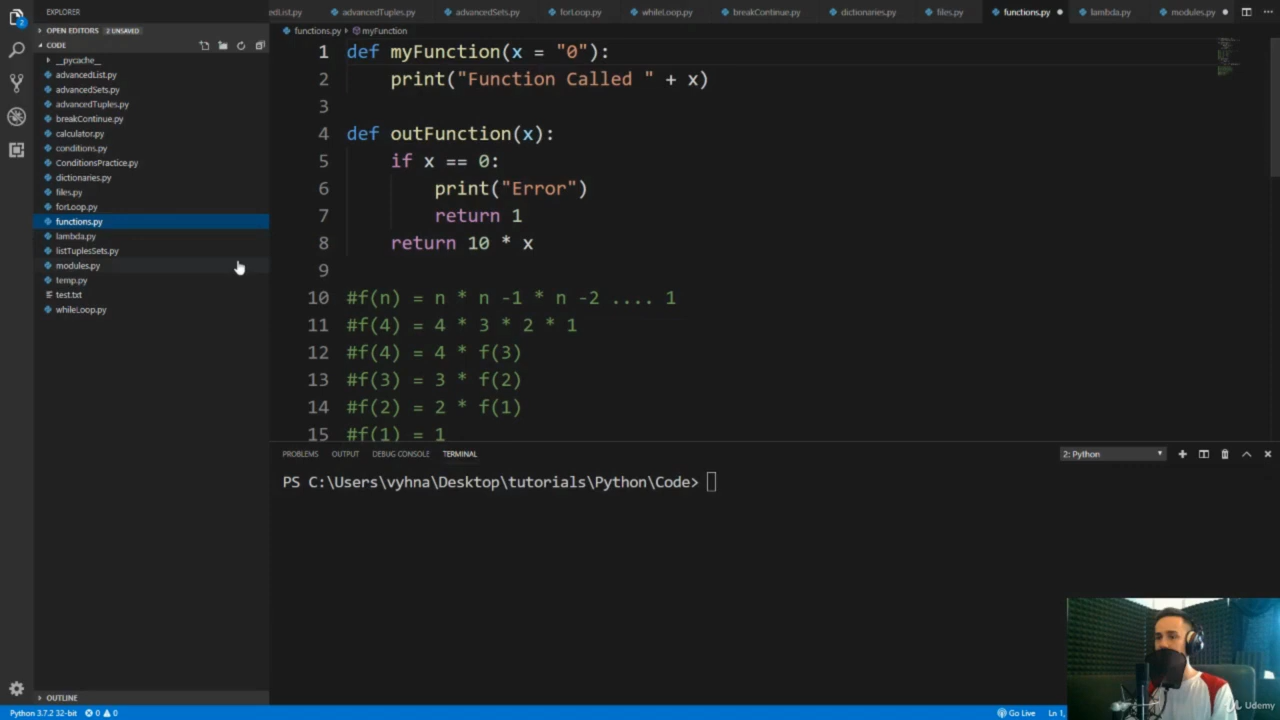 EXPLORER
OPEN EDITORS 2 UNSAVED
CODE
__pycache__
advancedList.py
advancedSets.py
advancedTuples.py
breakContinue.py
calculator.py
conditions.py
ConditionsPractice.py
dictionaries.py
files.py
forLoop.py
functions.py
lambda.py
listTuplesSets.py
modules.py
temp.py
test.txt
whileLoop.py
OUTLINE
edList.py advancedTuples.py advancedSets.py forLoop.py whileLoop.py breakContinue.py dictionaries.py files.py functions.py lambda.py modules.py
functions.py myFunction
1 def myFunction(x = "0"):
2 print("Function Called " + x)
3
4 def outFunction(x):
5 if x == 0:
6 print("Error")
7 return 1
8 return 10 * x
9
10 #f(n) = n * n -1 * n -2 .... 1
11 #f(4) = 4 * 3 * 2 * 1
12 #f(4) = 4 * f(3)
13 #f(3) = 3 * f(2)
14 #f(2) = 2 * f(1)
15 #f(1) = 1
PROBLEMS OUTPUT DEBUG CONSOLE TERMINAL 2: Python
PS C:\Users\vyhna\Desktop\tutorials\Python\Code>
Python 3.7.2 32-bit 0 0 Go Live Ln 1,
Udemy
2